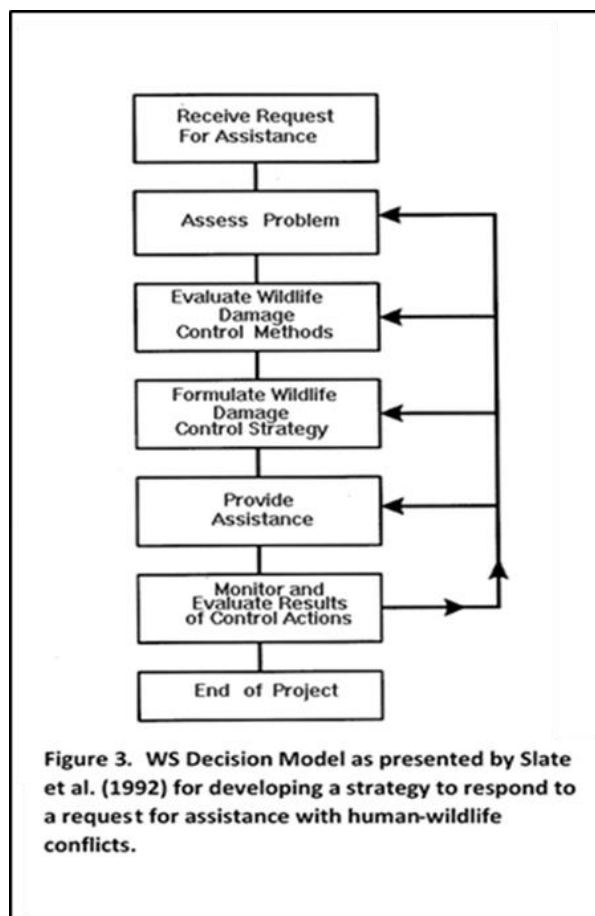 Receive Request
For Assistance
Assess Problem
Evaluate Wildlife
Damage
Control Methods
Formulate Wildlife
Damage
Control Strategy
Provide
Assistance
Monitor and
Evaluate Results
of Control Actions
End of Project
Figure 3. WS Decision Model as presented by Slate
et al. (1992) for developing a strategy to respond to
a request for assistance with human-wildlife
conflicts.